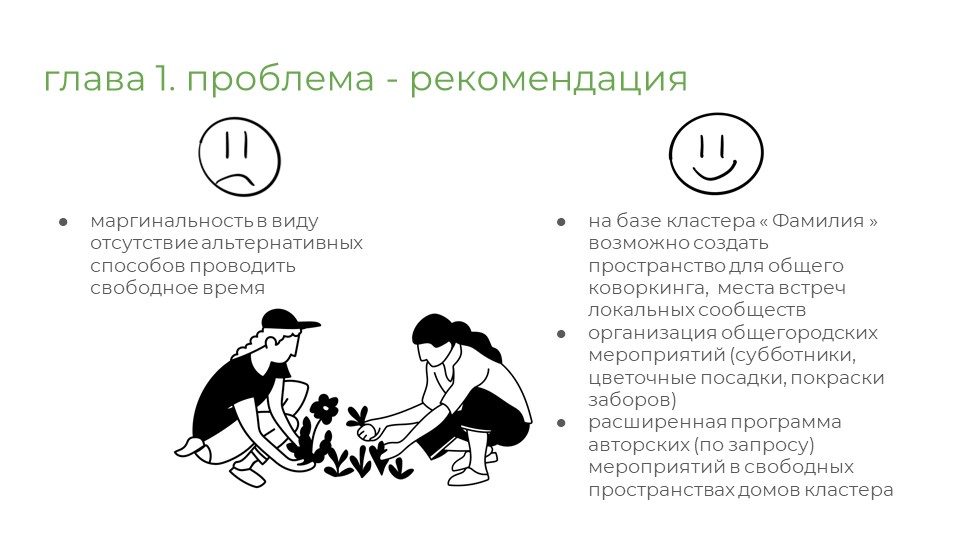 глава 1. проблема - рекомендация
● маргинальность в виду
отсутствие альтернативных
способов проводить
свободное время
● на базе кластера « Фамилия »
возможно создать
пространство для общего
коворкинга,  места встреч
локальных сообществ
● организация общегородских
мероприятий (субботники,
цветочные посадки, покраски
заборов)
● расширенная программа
авторских (по запросу)
мероприятий в свободных
пространствах домов кластера